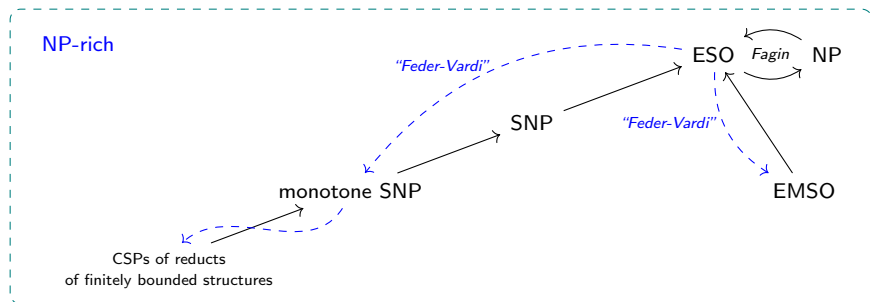 NP-rich
ESO
Fagin
NP
“Feder-Vardi”
SNP
“Feder-Vardi”
monotone SNP
EMSO
CSPs of reducts
of finitely bounded structures